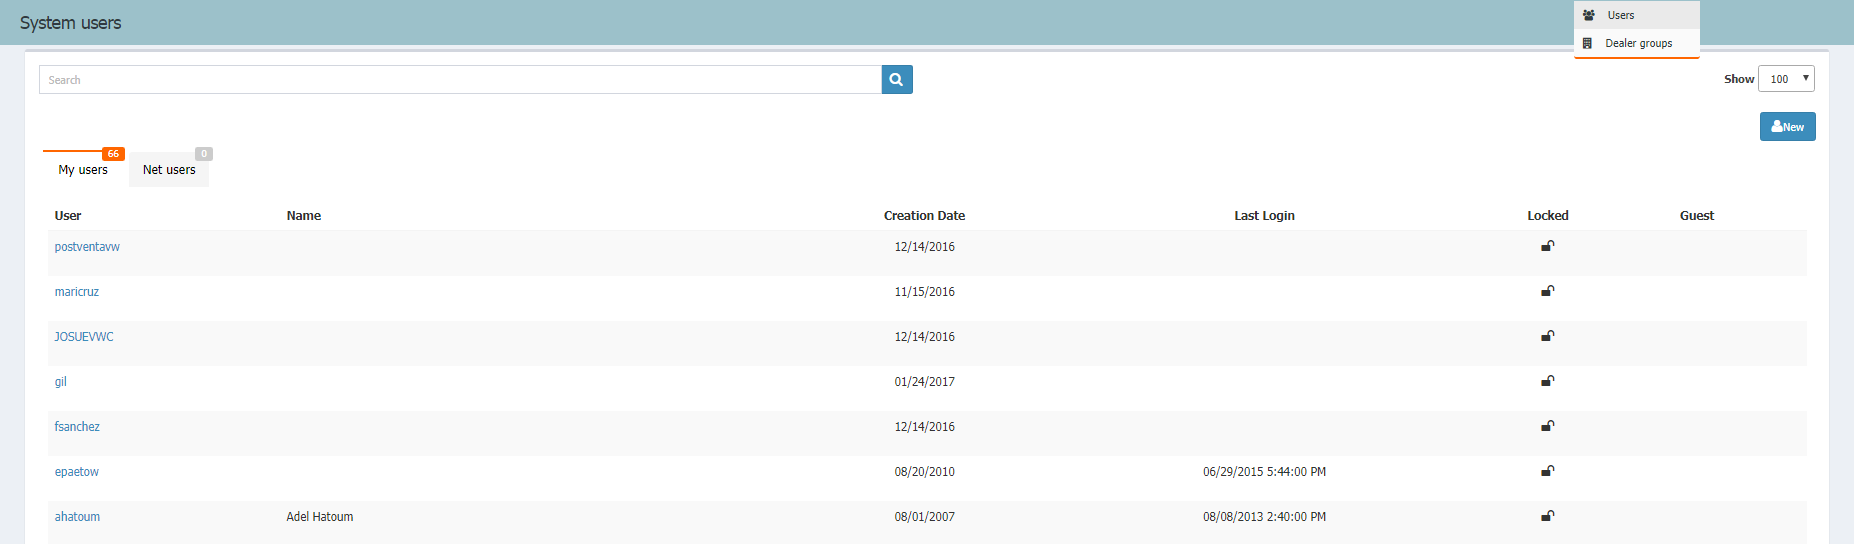 System users
Users
Dealer groups
Search
Show 100
New
My users 66
Net users 0
User Name Creation Date Last Login Locked Guest
postventavw 12/14/2016
maricruz 11/15/2016
JOSUEVWC 12/14/2016
gil 01/24/2017
fsanchez 12/14/2016
epaetow 08/20/2010 06/29/2015 5:44:00 PM
ahatoum Adel Hatoum 08/01/2007 08/08/2013 2:40:00 PM